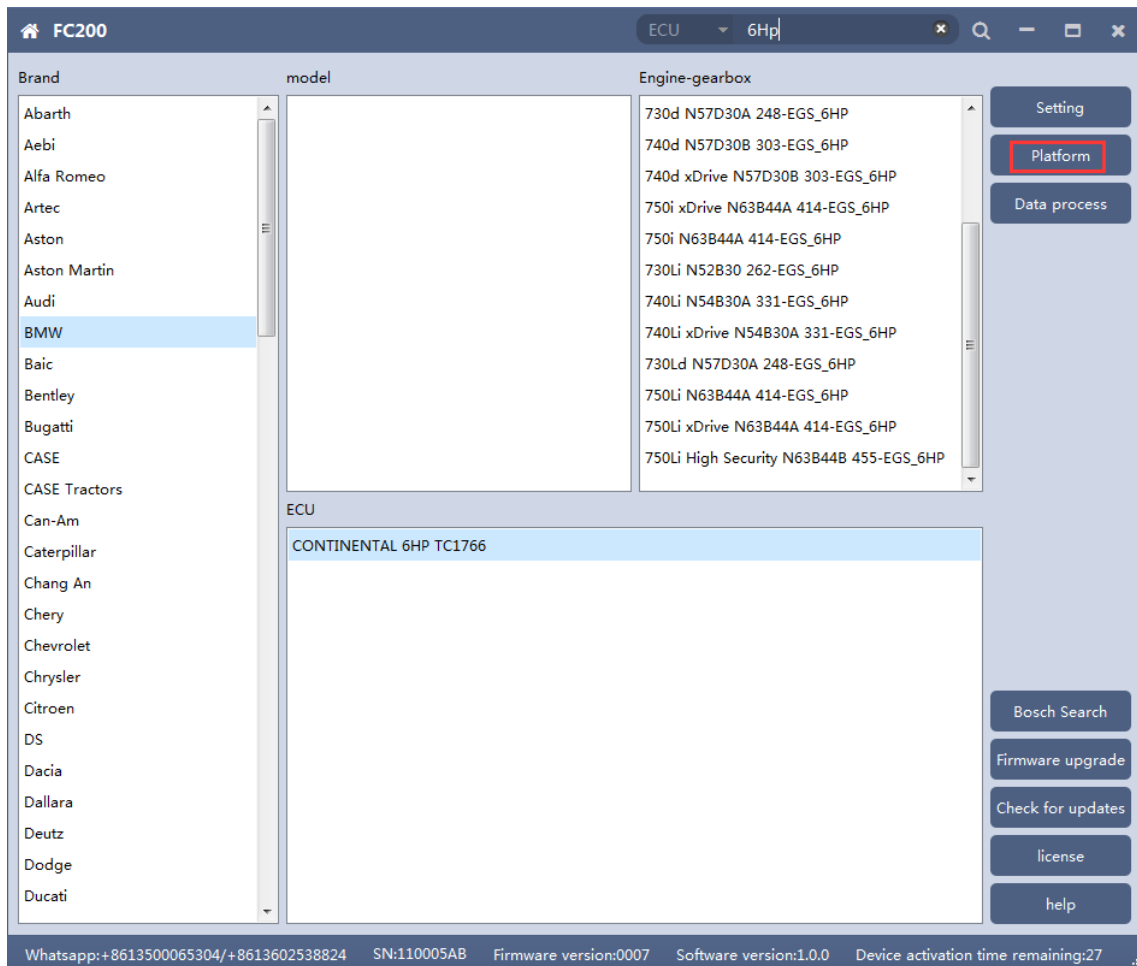 FC200
ECU
6Hp
Brand
model
Engine-gearbox
Abarth
Aebi
Alfa Romeo
Artec
Aston
Aston Martin
Audi
BMW
Baic
Bentley
Bugatti
CASE
CASE Tractors
Can-Am
Caterpillar
Chang An
Chery
Chevrolet
Chrysler
Citroen
DS
Dacia
Dallara
Deutz
Dodge
Ducati
730d N57D30A 248-EGS_6HP
740d N57D30B 303-EGS_6HP
740d xDrive N57D30B 303-EGS_6HP
750i xDrive N63B44A 414-EGS_6HP
750i N63B44A 414-EGS_6HP
730Li N52B30 262-EGS_6HP
740Li N54B30A 331-EGS_6HP
740Li xDrive N54B30A 331-EGS_6HP
730Ld N57D30A 248-EGS_6HP
750Li N63B44A 414-EGS_6HP
750Li xDrive N63B44A 414-EGS_6HP
750Li High Security N63B44B 455-EGS_6HP
ECU
CONTINENTAL 6HP TC1766
Setting
Platform
Data process
Bosch Search
Firmware upgrade
Check for updates
license
help
Whatsapp:+8613500065304/+8613602538824 SN:110005AB Firmware version:0007 Software version:1.0.0 Device activation time remaining:27